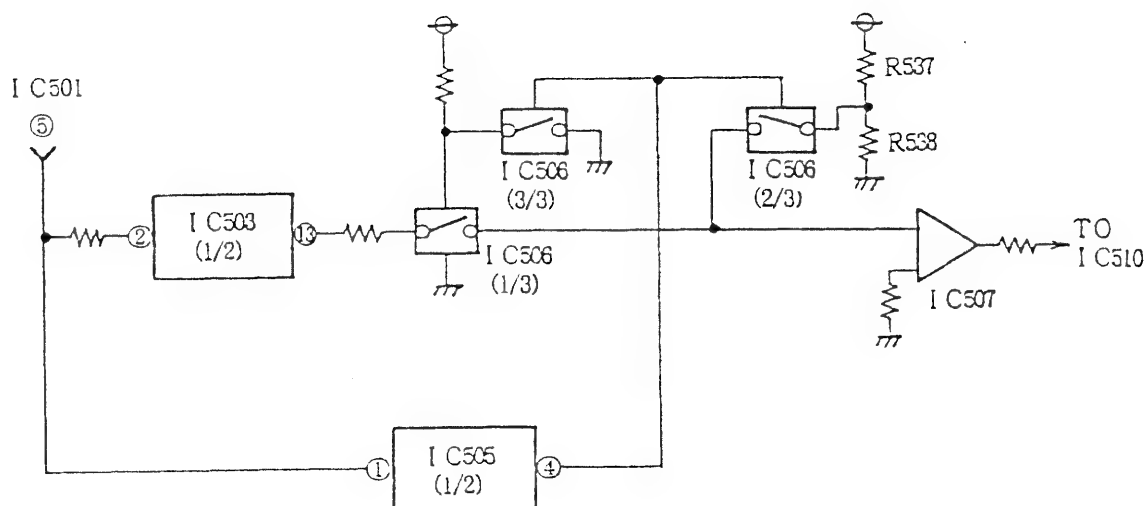 I C501
⑤
②
I C503
(1/2)
⑬
I C506
(1/3)
I C506
(3/3)
I C506
(2/3)
R537
R538
I C507
TO
I C510
①
I C505
(1/2)
④